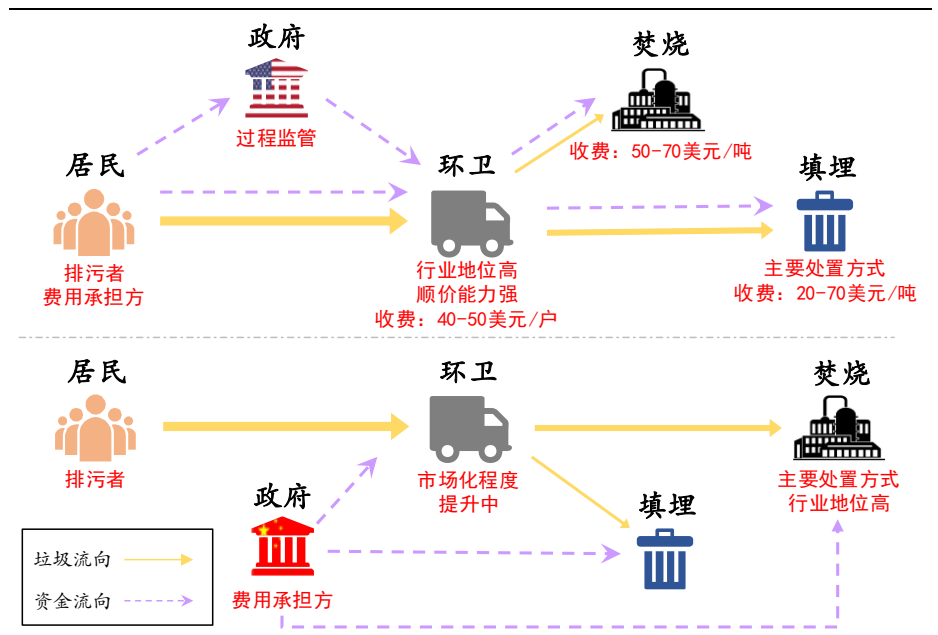 政府
过程监管
焚烧
收费：50-70美元/吨
居民
排污者
费用承担方
环卫
行业地位高
顺价能力强
收费：40-50美元/户
填埋
主要处置方式
收费：20-70美元/吨
居民
排污者
环卫
市场化程度
提升中
焚烧
主要处置方式
行业地位高
政府
费用承担方
填埋
垃圾流向
资金流向